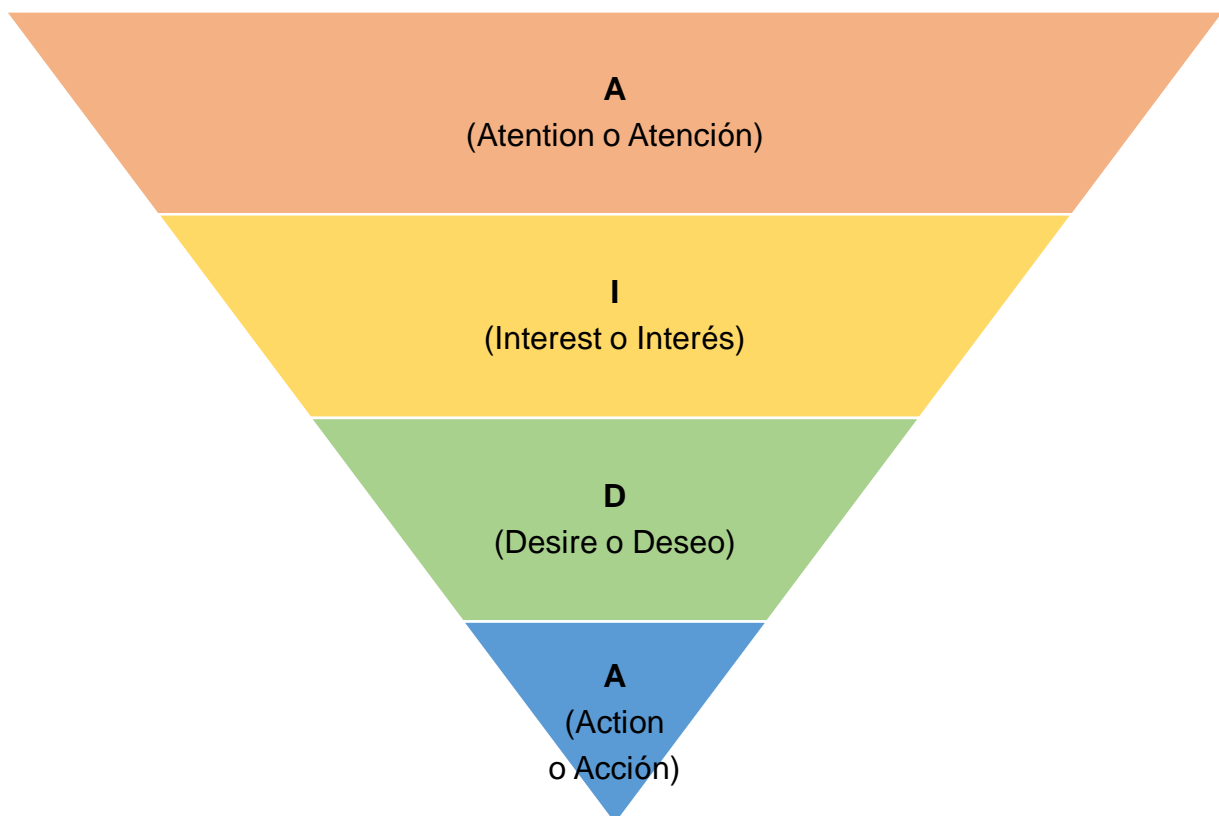 A
(Atention o Atención)
I
(Interest o Interés)
D
(Desire o Deseo)
A
(Action
o Acción)